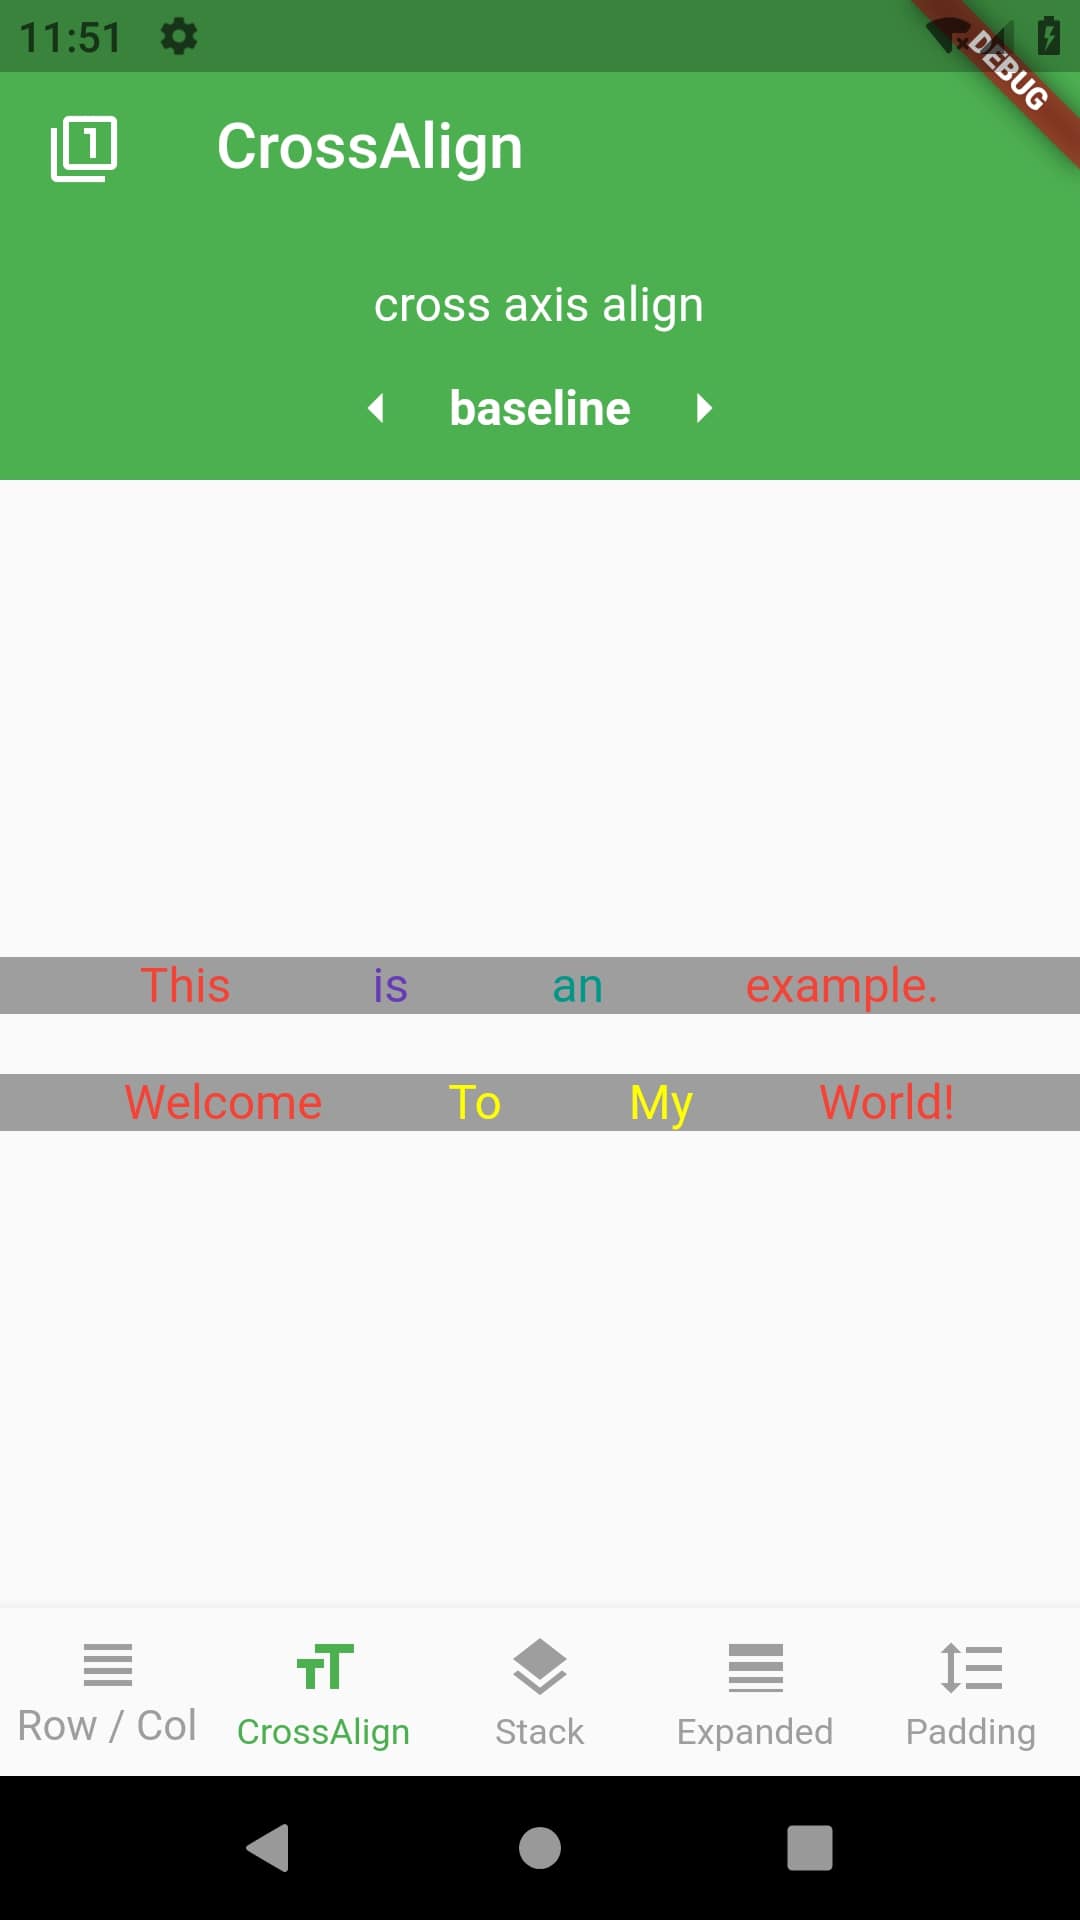 11:51
DEBUG
1 CrossAlign
cross axis align
baseline
This is an example.
Welcome To My World!
Row / Col CrossAlign Stack Expanded Padding